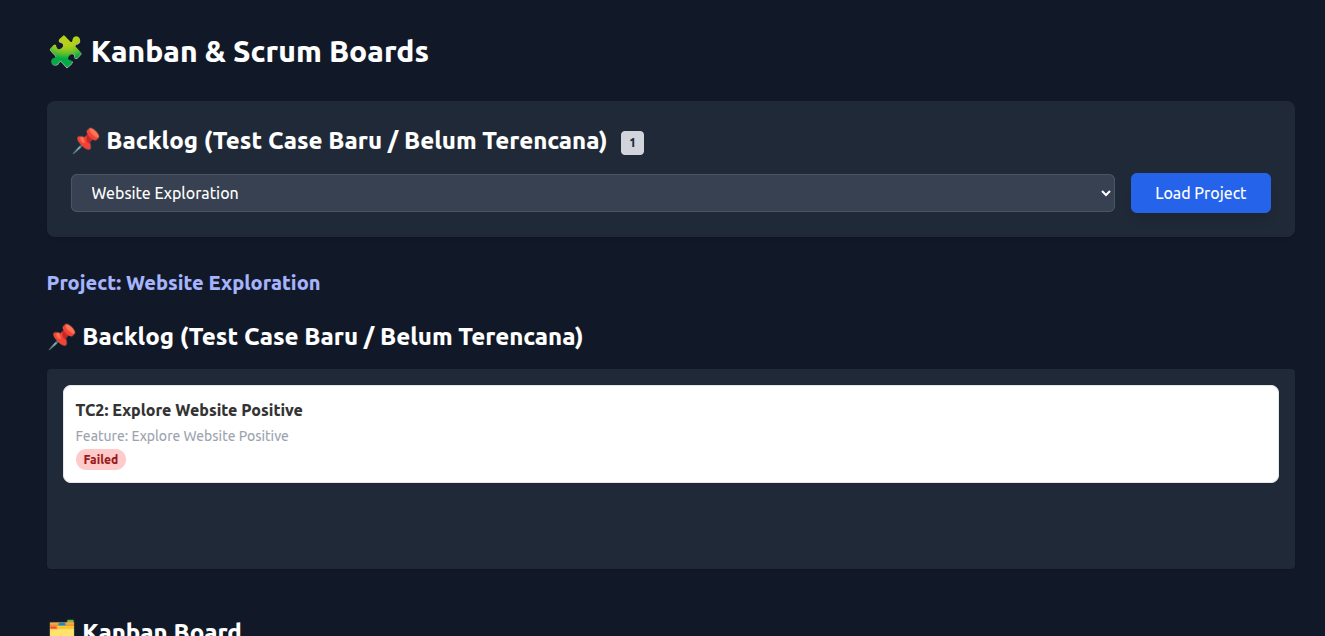 Kanban & Scrum Boards
Backlog (Test Case Baru / Belum Terencana) 1
Website Exploration
Load Project
Project: Website Exploration
Backlog (Test Case Baru / Belum Terencana)
TC2: Explore Website Positive
Feature: Explore Website Positive
Failed
Kanban Board